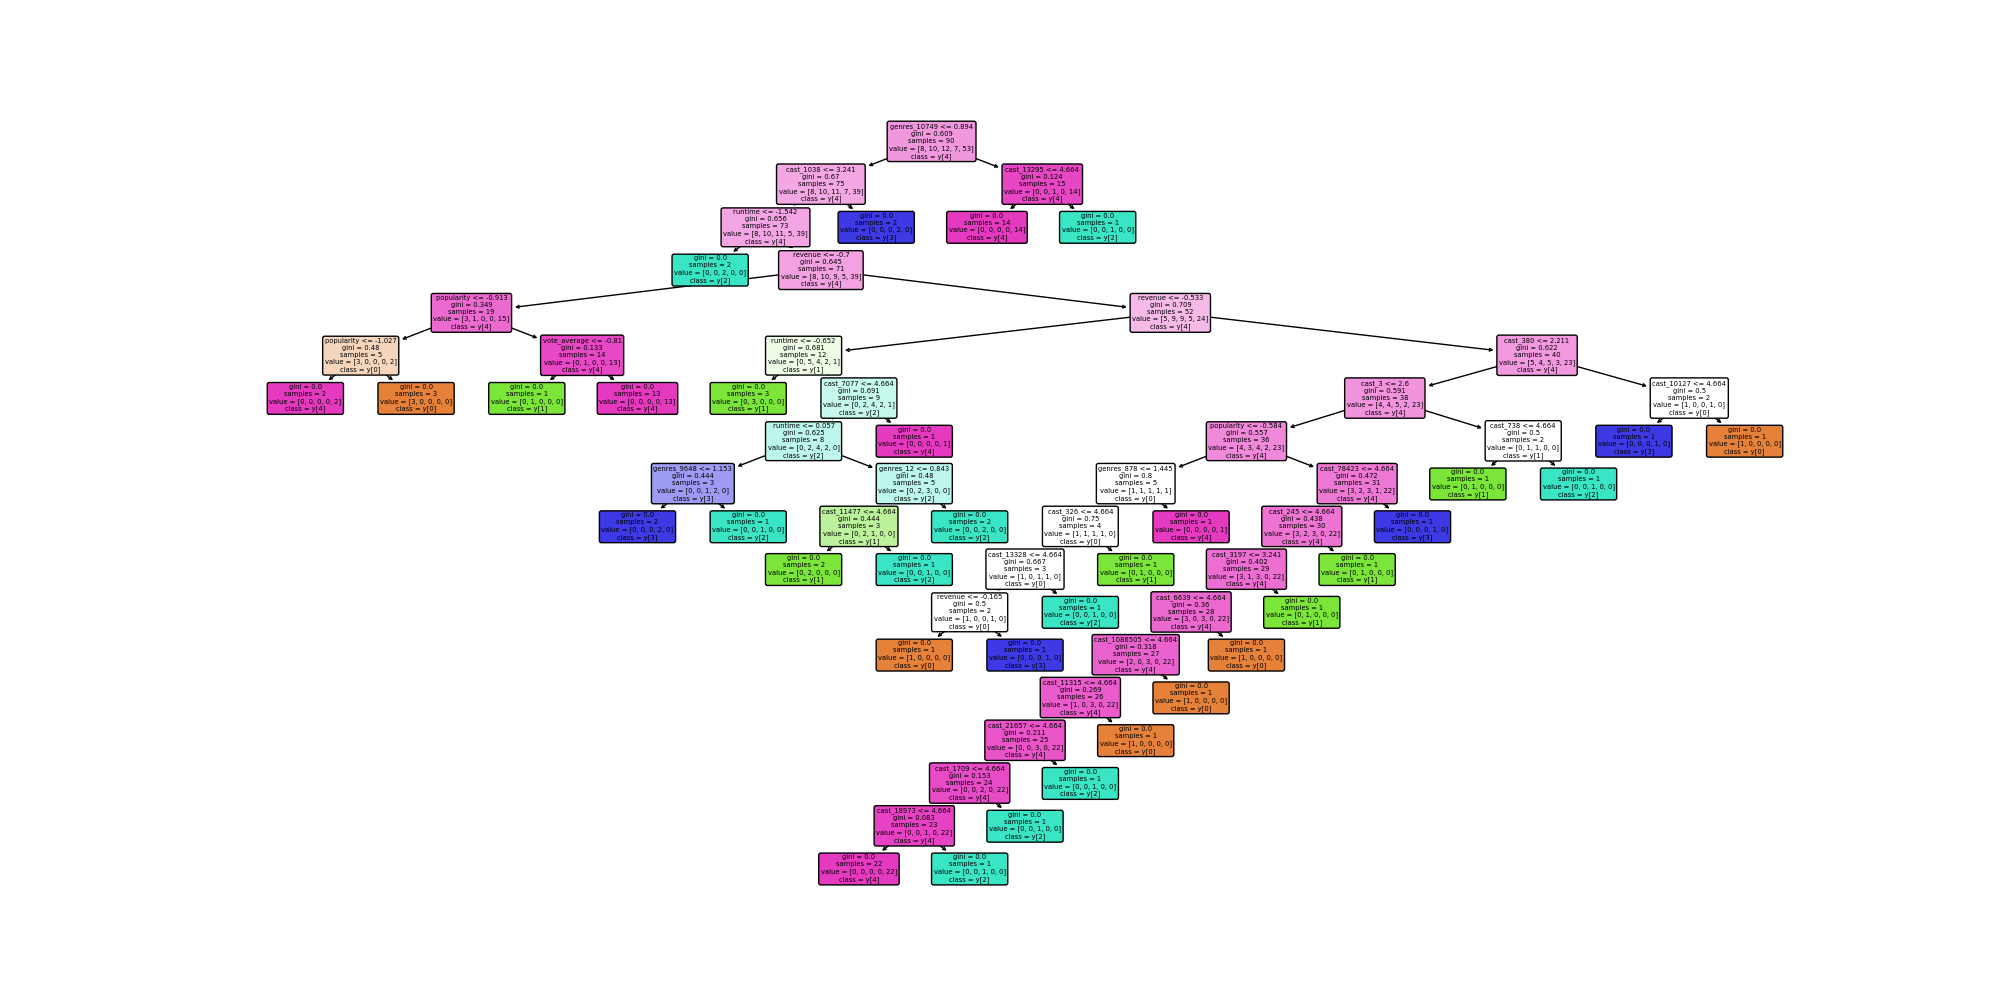 genres_10749 <= 0.894
gini = 0.609
samples = 90
value = [8, 10, 12, 7, 53]
class = y[4]
cast_1038 <= 3.241
gini = 0.67
samples = 75
value = [8, 10, 11, 7, 39]
class = y[4]
cast_13295 <= 4.664
gini = 0.124
samples = 15
value = [0, 0, 1, 0, 14]
class = y[4]
runtime <= -1.542
gini = 0.656
samples = 73
value = [8, 10, 11, 5, 39]
class = y[4]
gini = 0.0
samples = 2
value = [0, 0, 0, 2, 0]
class = y[3]
gini = 0.0
samples = 14
value = [0, 0, 0, 0, 14]
class = y[4]
gini = 0.0
samples = 1
value = [0, 0, 1, 0, 0]
class = y[2]
gini = 0.0
samples = 2
value = [0, 0, 2, 0, 0]
class = y[2]
revenue <= -0.7
gini = 0.645
samples = 71
value = [8, 10, 9, 5, 39]
class = y[4]
popularity <= -0.913
gini = 0.349
samples = 19
value = [3, 1, 0, 0, 15]
class = y[4]
revenue <= -0.533
gini = 0.709
samples = 52
value = [5, 9, 9, 5, 24]
class = y[4]
popularity <= -1.027
gini = 0.48
samples = 5
value = [3, 0, 0, 0, 2]
class = y[0]
vote_average <= -0.81
gini = 0.133
samples = 14
value = [0, 1, 0, 0, 13]
class = y[4]
runtime <= -0.652
gini = 0.681
samples = 12
value = [0, 5, 4, 2, 1]
class = y[1]
cast_380 <= 2.211
gini = 0.622
samples = 40
value = [5, 4, 5, 3, 23]
class = y[4]
gini = 0.0
samples = 2
value = [0, 0, 0, 0, 2]
class = y[4]
gini = 0.0
samples = 3
value = [3, 0, 0, 0, 0]
class = y[0]
gini = 0.0
samples = 1
value = [0, 1, 0, 0, 0]
class = y[1]
gini = 0.0
samples = 13
value = [0, 0, 0, 0, 13]
class = y[4]
gini = 0.0
samples = 3
value = [0, 3, 0, 0, 0]
class = y[1]
cast_7077 <= 4.664
gini = 0.691
samples = 9
value = [0, 2, 4, 2, 1]
class = y[2]
cast_3 <= 2.6
gini = 0.591
samples = 38
value = [4, 4, 5, 2, 23]
class = y[4]
cast_10127 <= 4.664
gini = 0.5
samples = 2
value = [1, 0, 0, 1, 0]
class = y[0]
runtime <= 0.057
gini = 0.625
samples = 8
value = [0, 2, 4, 2, 0]
class = y[2]
gini = 0.0
samples = 1
value = [0, 0, 0, 0, 1]
class = y[4]
popularity <= -0.584
gini = 0.557
samples = 36
value = [4, 3, 4, 2, 23]
class = y[4]
cast_738 <= 4.664
gini = 0.5
samples = 2
value = [0, 1, 1, 0, 0]
class = y[1]
gini = 0.0
samples = 1
value = [0, 0, 0, 1, 0]
class = y[3]
gini = 0.0
samples = 1
value = [1, 0, 0, 0, 0]
class = y[0]
genres_9648 <= 1.153
gini = 0.444
samples = 3
value = [0, 0, 1, 2, 0]
class = y[3]
genres_12 <= 0.843
gini = 0.48
samples = 5
value = [0, 2, 3, 0, 0]
class = y[2]
genres_878 <= 1.445
gini = 0.8
samples = 5
value = [1, 1, 1, 1, 1]
class = y[0]
cast_78423 <= 4.664
gini = 0.472
samples = 31
value = [3, 2, 3, 1, 22]
class = y[4]
gini = 0.0
samples = 1
value = [0, 1, 0, 0, 0]
class = y[1]
gini = 0.0
samples = 1
value = [0, 0, 1, 0, 0]
class = y[2]
gini = 0.0
samples = 2
value = [0, 0, 0, 2, 0]
class = y[3]
gini = 0.0
samples = 1
value = [0, 0, 1, 0, 0]
class = y[2]
cast_11477 <= 4.664
gini = 0.444
samples = 3
value = [0, 2, 1, 0, 0]
class = y[1]
gini = 0.0
samples = 2
value = [0, 0, 2, 0, 0]
class = y[2]
cast_326 <= 4.664
gini = 0.75
samples = 4
value = [1, 1, 1, 1, 0]
class = y[0]
gini = 0.0
samples = 1
value = [0, 0, 0, 0, 1]
class = y[4]
cast_245 <= 4.664
gini = 0.438
samples = 30
value = [3, 2, 3, 0, 22]
class = y[4]
gini = 0.0
samples = 1
value = [0, 0, 0, 1, 0]
class = y[3]
gini = 0.0
samples = 2
value = [0, 2, 0, 0, 0]
class = y[1]
gini = 0.0
samples = 1
value = [0, 0, 1, 0, 0]
class = y[2]
cast_13328 <= 4.664
gini = 0.667
samples = 3
value = [1, 0, 1, 1, 0]
class = y[0]
gini = 0.0
samples = 1
value = [0, 1, 0, 0, 0]
class = y[1]
cast_3197 <= 3.241
gini = 0.402
samples = 29
value = [3, 1, 3, 0, 22]
class = y[4]
gini = 0.0
samples = 1
value = [0, 1, 0, 0, 0]
class = y[1]
revenue <= -0.165
gini = 0.5
samples = 2
value = [1, 0, 0, 1, 0]
class = y[0]
gini = 0.0
samples = 1
value = [0, 0, 1, 0, 0]
class = y[2]
cast_6639 <= 4.664
gini = 0.36
samples = 28
value = [3, 0, 3, 0, 22]
class = y[4]
gini = 0.0
samples = 1
value = [0, 1, 0, 0, 0]
class = y[1]
gini = 0.0
samples = 1
value = [1, 0, 0, 0, 0]
class = y[0]
gini = 0.0
samples = 1
value = [0, 0, 0, 1, 0]
class = y[3]
cast_1086505 <= 4.664
gini = 0.318
samples = 27
value = [2, 0, 3, 0, 22]
class = y[4]
gini = 0.0
samples = 1
value = [1, 0, 0, 0, 0]
class = y[0]
cast_11315 <= 4.664
gini = 0.269
samples = 26
value = [1, 0, 3, 0, 22]
class = y[4]
gini = 0.0
samples = 1
value = [1, 0, 0, 0, 0]
class = y[0]
cast_21657 <= 4.664
gini = 0.211
samples = 25
value = [0, 0, 3, 0, 22]
class = y[4]
gini = 0.0
samples = 1
value = [1, 0, 0, 0, 0]
class = y[0]
cast_1709 <= 4.664
gini = 0.153
samples = 24
value = [0, 0, 2, 0, 22]
class = y[4]
gini = 0.0
samples = 1
value = [0, 0, 1, 0, 0]
class = y[2]
cast_18973 <= 4.664
gini = 0.083
samples = 23
value = [0, 0, 1, 0, 22]
class = y[4]
gini = 0.0
samples = 1
value = [0, 0, 1, 0, 0]
class = y[2]
gini = 0.0
samples = 22
value = [0, 0, 0, 0, 22]
class = y[4]
gini = 0.0
samples = 1
value = [0, 0, 1, 0, 0]
class = y[2]